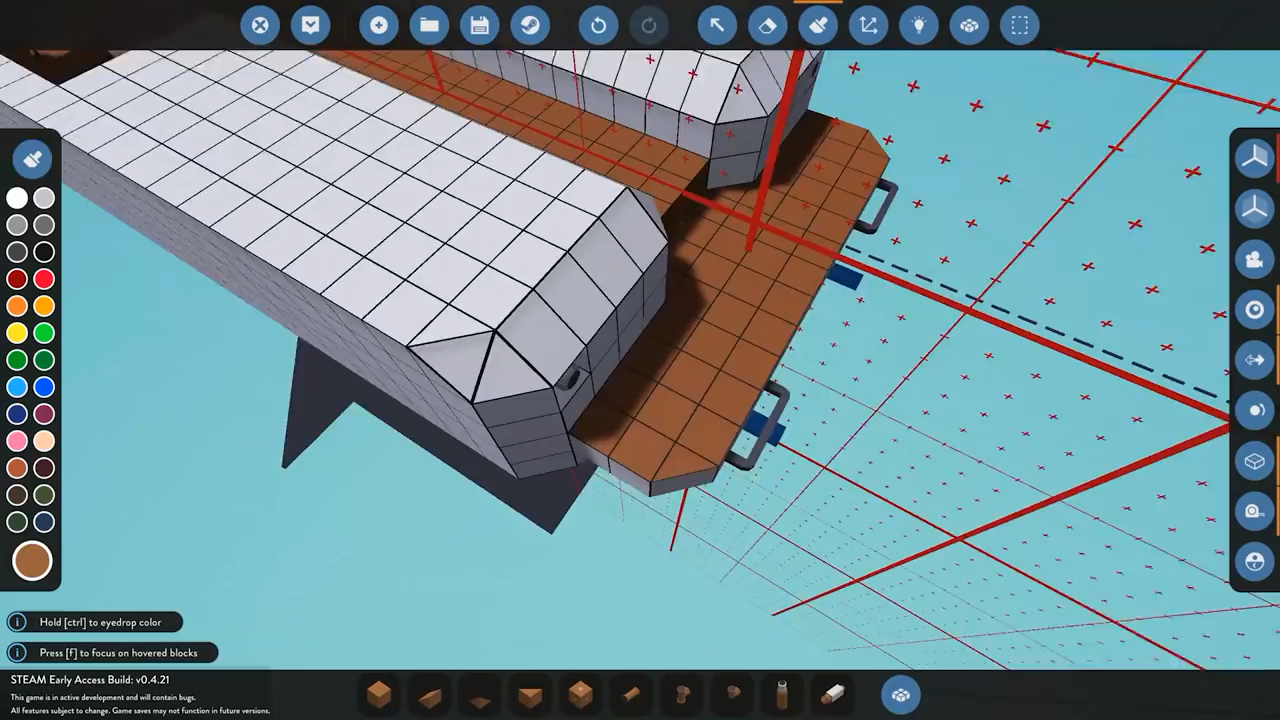 Hold [ctrl] to eyedrop color
Press [f] to focus on hovered blocks
STEAM Early Access Build: v0.4.21
This game is in active development and will contain bugs.
All features subject to change. Game saves may not function in future versions.